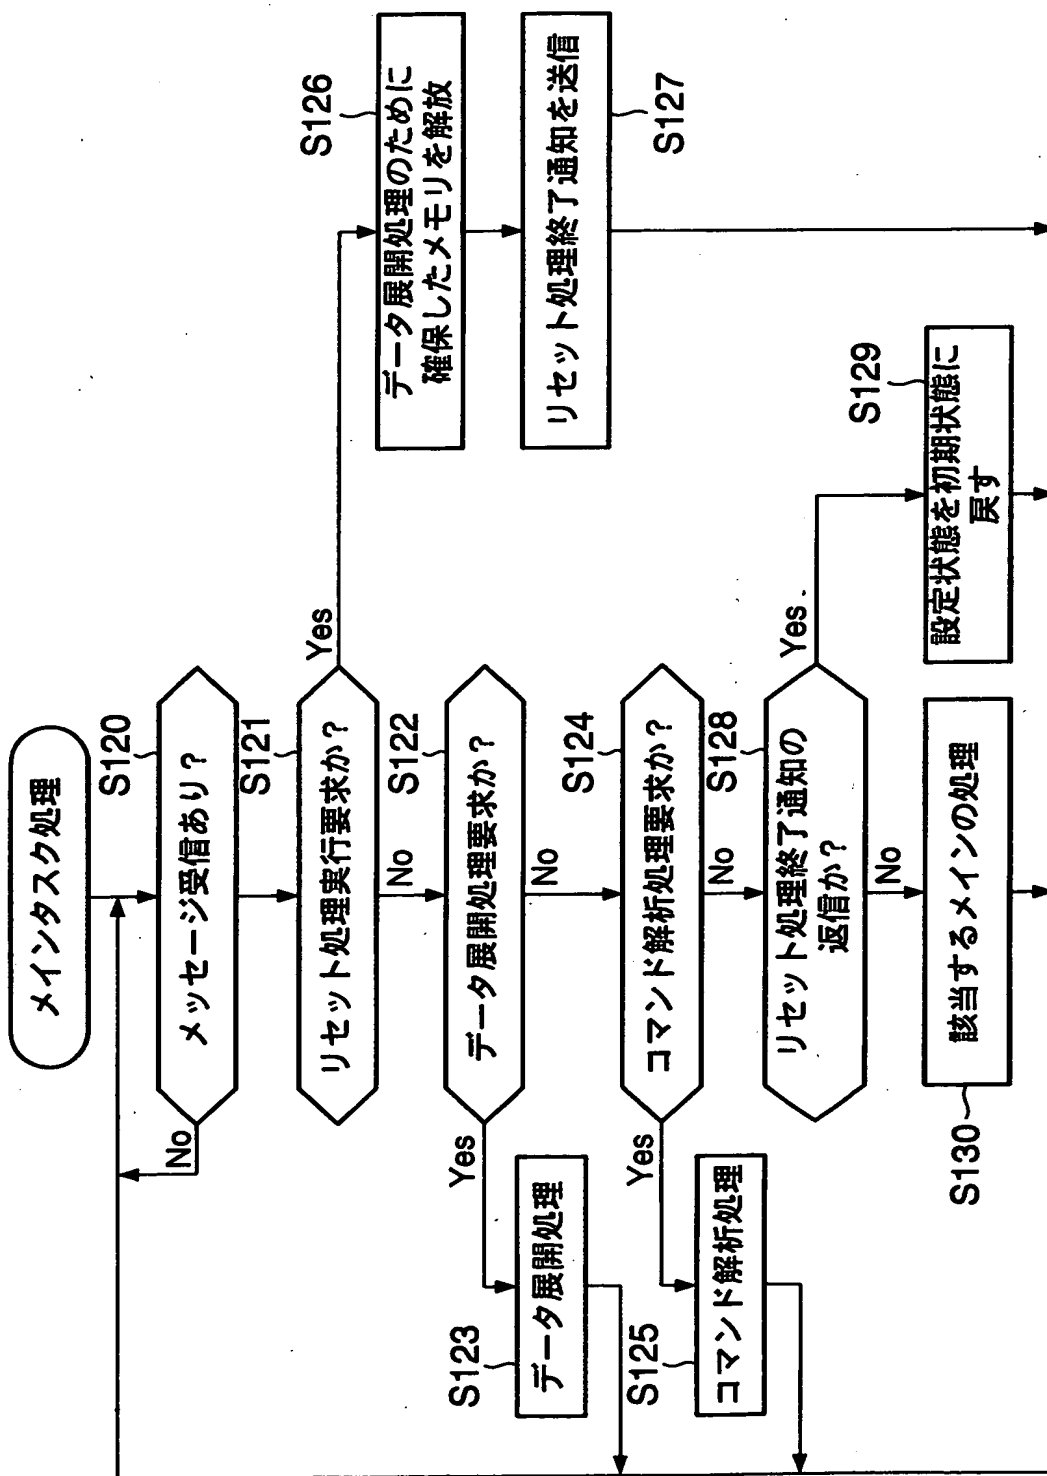 メインタスク処理
S120
メッセージ受信あり？
No
S121
リセット処理実行要求か？
Yes
No
S126
データ展開処理のために
確保したメモリを解放
S127
リセット処理終了通知を送信
S122
データ展開処理要求か？
Yes
No
S123
データ展開処理
S124
コマンド解析処理要求か？
Yes
No
S125
コマンド解析処理
S128
リセット処理終了通知の
返信か？
Yes
No
S129
設定状態を初期状態に
戻す
S130
該当するメインの処理